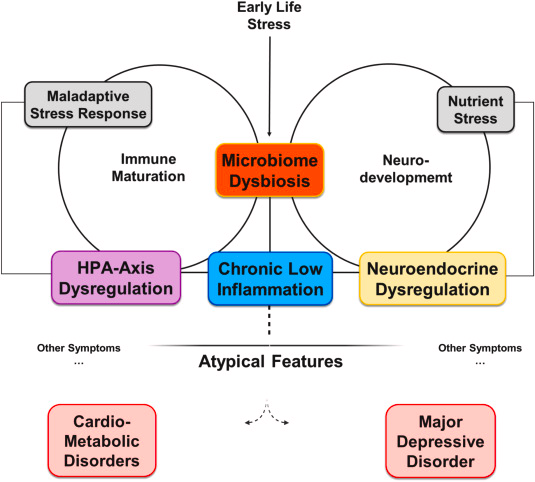 Early Life
Stress
Maladaptive
Stress Response
Nutrient
Stress
Immune
Maturation
Microbiome
Dysbiosis
Neuro-
developmemt
HPA-Axis
Dysregulation
Chronic Low
Inflammation
Neuroendocrine
Dysregulation
Other Symptoms
...
Atypical Features
Other Symptoms
...
Cardio-
Metabolic
Disorders
Major
Depressive
Disorder